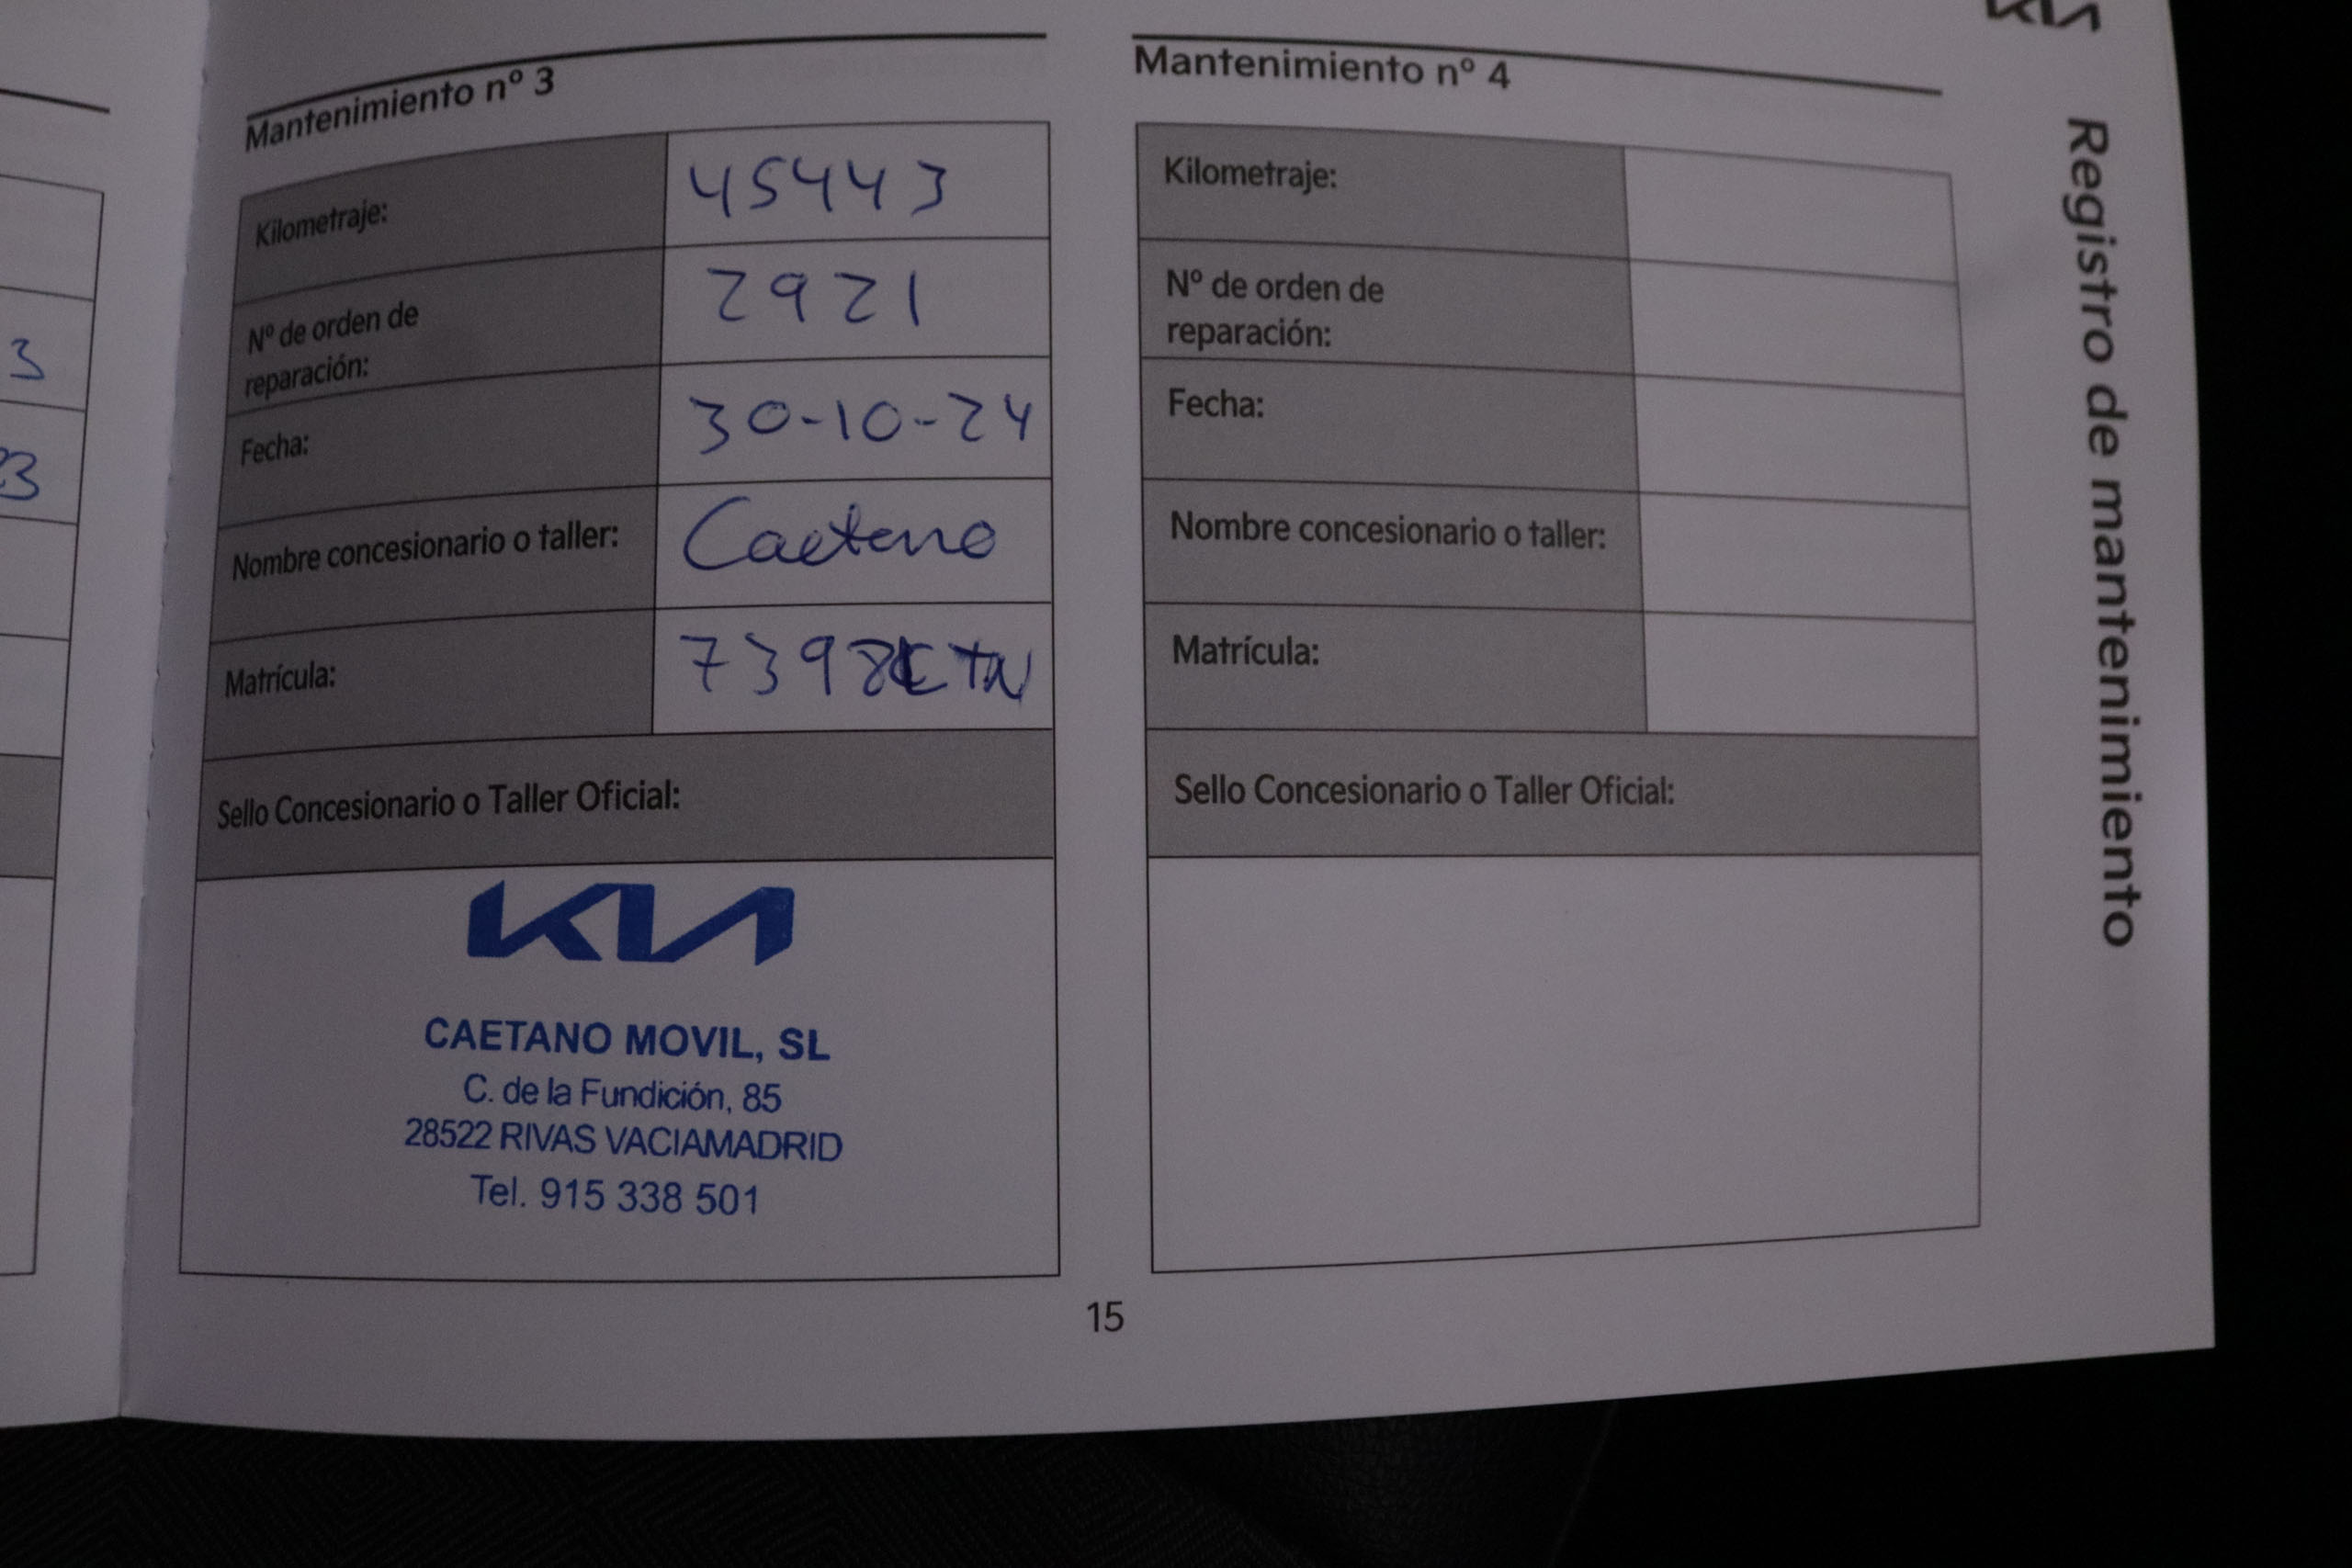 KIA
Registro de mantenimiento
3
23
Mantenimiento nº 3
Kilometraje: 45443
Nº de orden de
reparación: 2921
Fecha: 30-10-24
Nombre concesionario o taller: Caetano
Matrícula:
Sello Concesionario o Taller Oficial:
KIA
CAETANO MOVIL, SL
C. de la Fundición, 85
28522 RIVAS VACIAMADRID
Tel. 915 338 501
Mantenimiento nº 4
Kilometraje:
Nº de orden de
reparación:
Fecha:
Nombre concesionario o taller:
Matrícula:
Sello Concesionario o Taller Oficial:
15